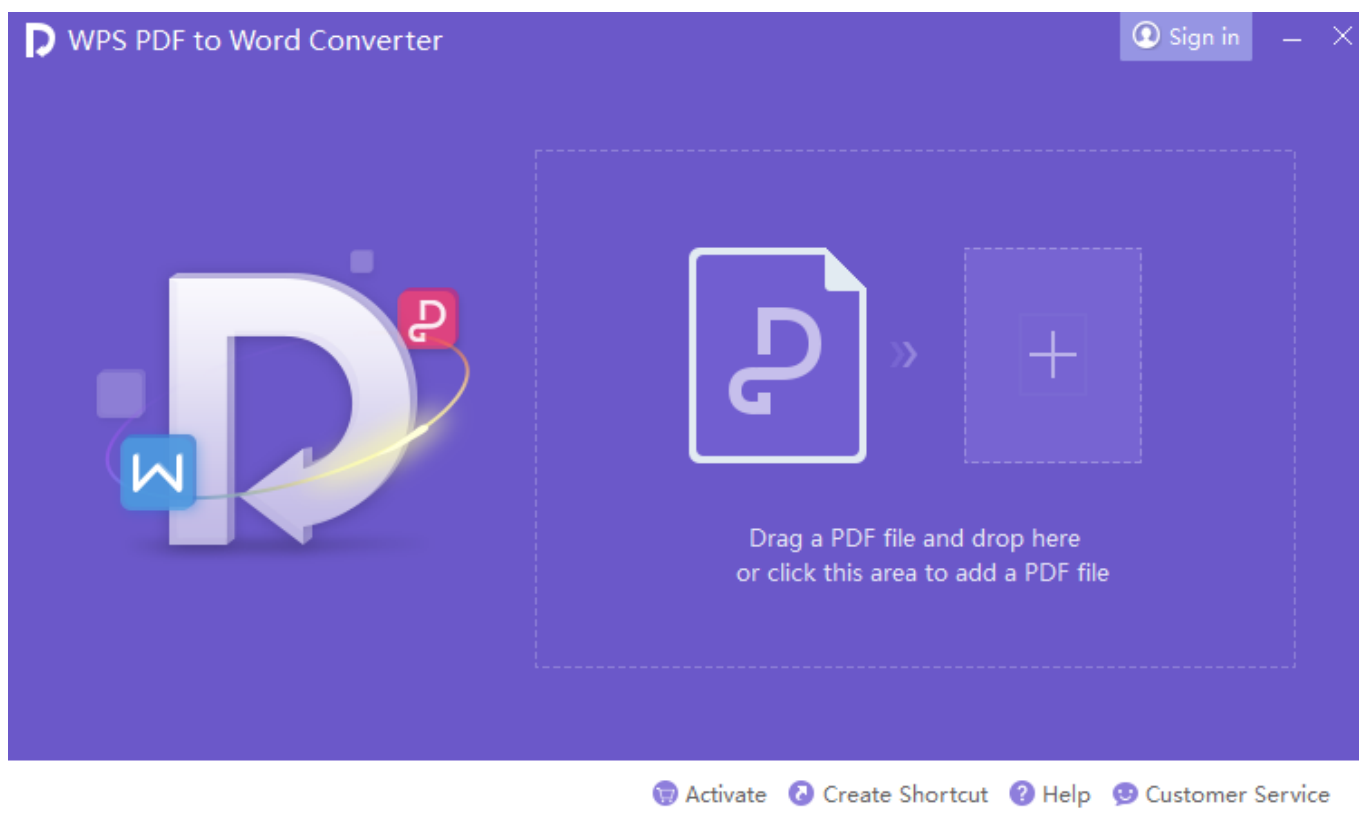 WPS PDF to Word Converter
Sign in
Drag a PDF file and drop here
or click this area to add a PDF file
Activate
Create Shortcut
Help
Customer Service